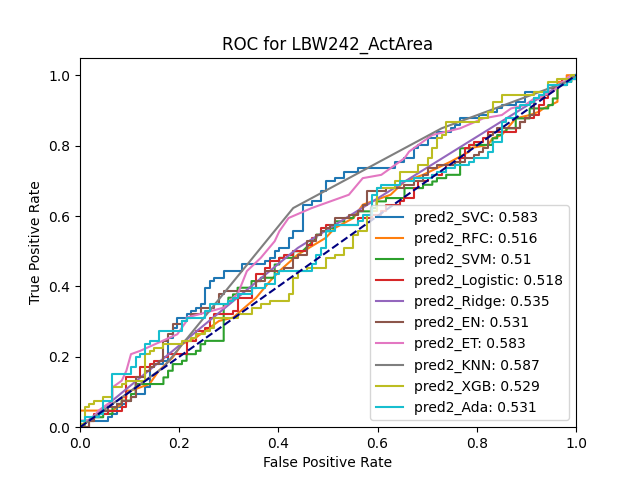 ROC for LBW242_ActArea
True Positive Rate
1.0
0.8
0.6
0.4
0.2
0.0
pred2_SVC: 0.583
pred2_RFC: 0.516
pred2_SVM: 0.51
pred2_Logistic: 0.518
pred2_Ridge: 0.535
pred2_EN: 0.531
pred2_ET: 0.583
pred2_KNN: 0.587
pred2_XGB: 0.529
pred2_Ada: 0.531
0.0 0.2 0.4 0.6 0.8 1.0
False Positive Rate